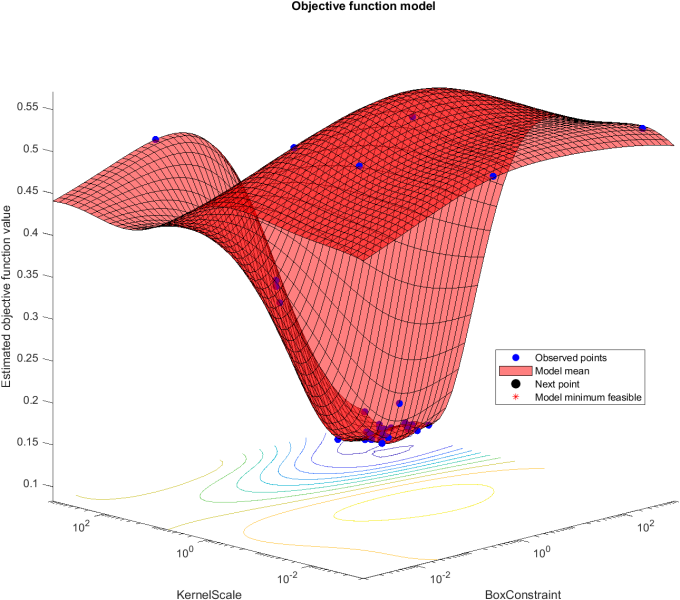 Objective function model
Estimated objective function value
0.55
0.5
0.45
0.4
0.35
0.3
0.25
0.2
0.15
0.1
Observed points
Model mean
Next point
Model minimum feasible
10^2
10^0
10^-2
KernelScale
10^-2
10^0
10^2
BoxConstraint